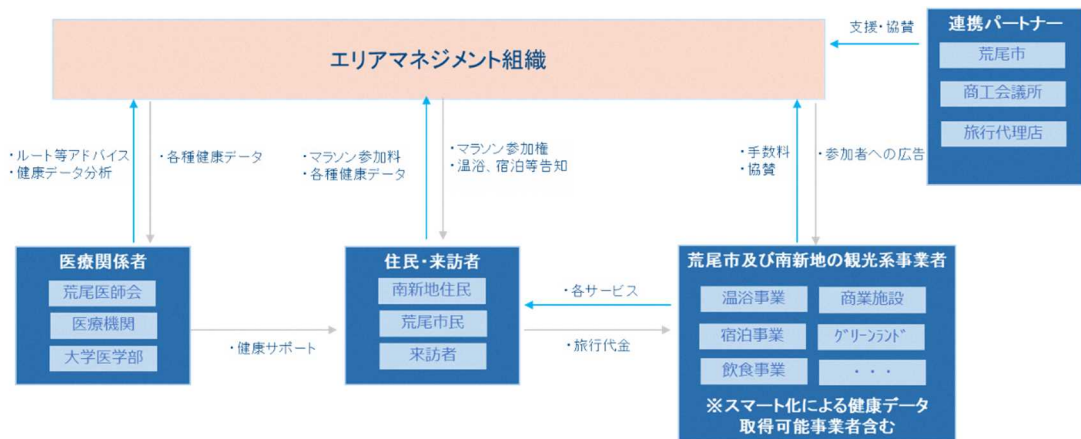 エリアマネジメント組織
支援・協賛
連携パートナー
荒尾市
商工会議所
旅行代理店
・ルート等アドバイス
・健康データ分析
・各種健康データ
・マラソン参加料
・各種健康データ
・マラソン参加権
・温浴、宿泊等告知
・手数料
・協賛
・参加者への広告
医療関係者
荒尾医師会
医療機関
大学医学部
・健康サポート
住民・来訪者
南新地住民
荒尾市民
来訪者
・各サービス
・旅行代金
荒尾市及び南新地の観光系事業者
温浴事業
商業施設
宿泊事業
グリーンランド
飲食事業
・・・
※スマート化による健康データ
取得可能事業者含む